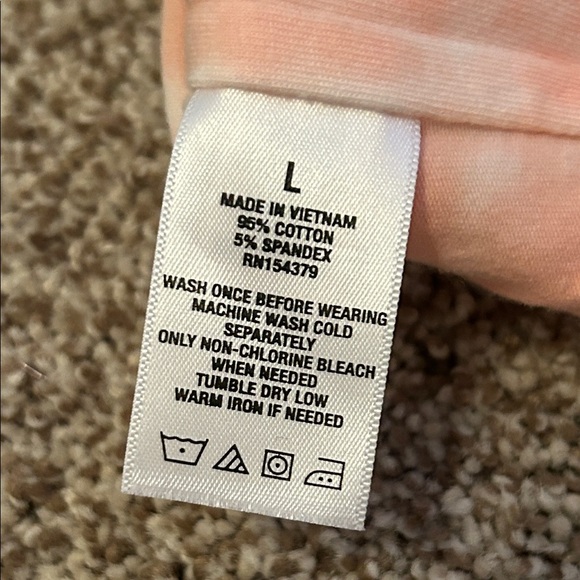 L
MADE IN VIETNAM
95% COTTON
5% SPANDEX
RN154379
WASH ONCE BEFORE WEARING
MACHINE WASH COLD
SEPARATELY
ONLY NON-CHLORINE BLEACH
WHEN NEEDED
TUMBLE DRY LOW
WARM IRON IF NEEDED